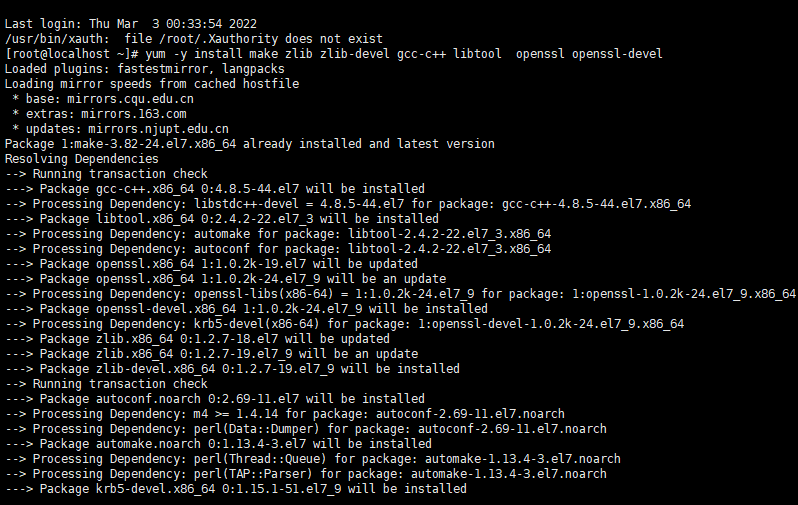 Last login: Thu Mar  3 00:33:54 2022
/usr/bin/xauth:  file /root/.Xauthority does not exist
[root@localhost ~]# yum -y install make zlib zlib-devel gcc-c++ libtool  openssl openssl-devel
Loaded plugins: fastestmirror, langpacks
Loading mirror speeds from cached hostfile
 * base: mirrors.cqu.edu.cn
 * extras: mirrors.163.com
 * updates: mirrors.njupt.edu.cn
Package 1:make-3.82-24.el7.x86_64 already installed and latest version
Resolving Dependencies
--> Running transaction check
---> Package gcc-c++.x86_64 0:4.8.5-44.el7 will be installed
--> Processing Dependency: libstdc++-devel = 4.8.5-44.el7 for package: gcc-c++-4.8.5-44.el7.x86_64
---> Package libtool.x86_64 0:2.4.2-22.el7_3 will be installed
--> Processing Dependency: automake for package: libtool-2.4.2-22.el7_3.x86_64
--> Processing Dependency: autoconf for package: libtool-2.4.2-22.el7_3.x86_64
---> Package openssl.x86_64 1:1.0.2k-19.el7 will be updated
---> Package openssl.x86_64 1:1.0.2k-24.el7_9 will be an update
--> Processing Dependency: openssl-libs(x86-64) = 1:1.0.2k-24.el7_9 for package: 1:openssl-1.0.2k-24.el7_9.x86_64
---> Package openssl-devel.x86_64 1:1.0.2k-24.el7_9 will be installed
--> Processing Dependency: krb5-devel(x86-64) for package: 1:openssl-devel-1.0.2k-24.el7_9.x86_64
---> Package zlib.x86_64 0:1.2.7-18.el7 will be updated
---> Package zlib.x86_64 0:1.2.7-19.el7_9 will be an update
---> Package zlib-devel.x86_64 0:1.2.7-19.el7_9 will be installed
--> Running transaction check
---> Package autoconf.noarch 0:2.69-11.el7 will be installed
--> Processing Dependency: m4 >= 1.4.14 for package: autoconf-2.69-11.el7.noarch
--> Processing Dependency: perl(Data::Dumper) for package: autoconf-2.69-11.el7.noarch
---> Package automake.noarch 0:1.13.4-3.el7 will be installed
--> Processing Dependency: perl(Thread::Queue) for package: automake-1.13.4-3.el7.noarch
--> Processing Dependency: perl(TAP::Parser) for package: automake-1.13.4-3.el7.noarch
---> Package krb5-devel.x86_64 0:1.15.1-51.el7_9 will be installed